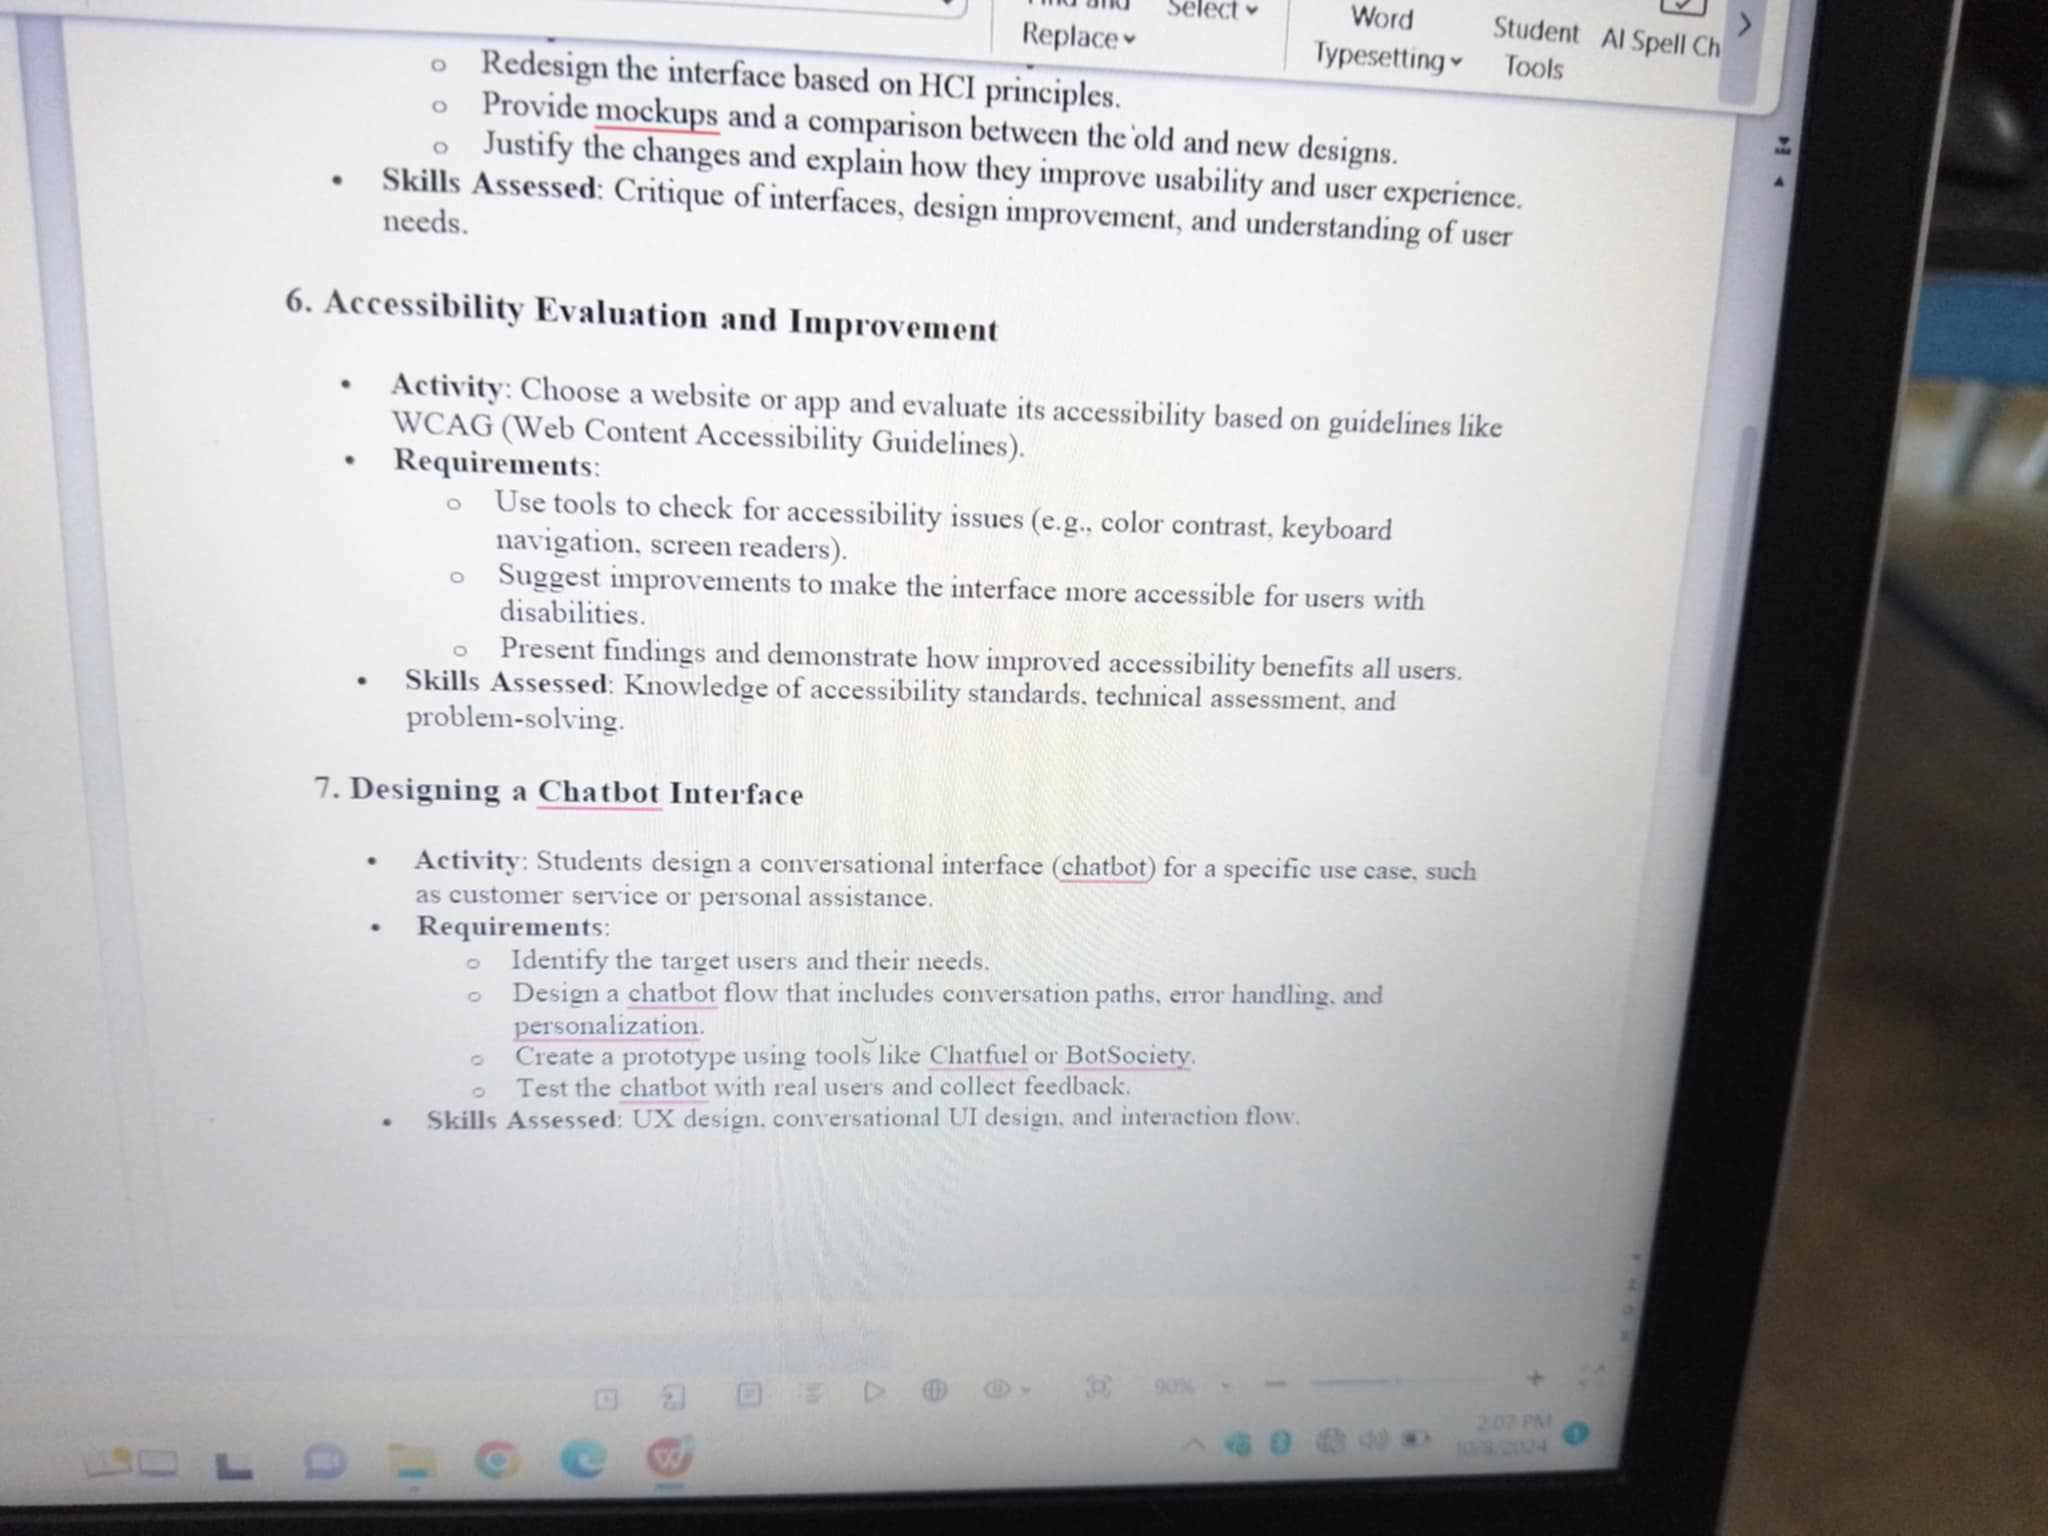 Select
Replace
Word
Typesetting
Student
Tools
AI Spell Ch
o Redesign the interface based on HCI principles.
o Provide mockups and a comparison between the old and new designs.
o Justify the changes and explain how they improve usability and user experience.
• Skills Assessed: Critique of interfaces, design improvement, and understanding of user
needs.
6. Accessibility Evaluation and Improvement
• Activity: Choose a website or app and evaluate its accessibility based on guidelines like
WCAG (Web Content Accessibility Guidelines).
• Requirements:
o Use tools to check for accessibility issues (e.g., color contrast, keyboard
navigation, screen readers).
o Suggest improvements to make the interface more accessible for users with
disabilities.
o Present findings and demonstrate how improved accessibility benefits all users.
• Skills Assessed: Knowledge of accessibility standards, technical assessment, and
problem-solving.
7. Designing a Chatbot Interface
• Activity: Students design a conversational interface (chatbot) for a specific use case, such
as customer service or personal assistance.
• Requirements:
o Identify the target users and their needs.
o Design a chatbot flow that includes conversation paths, error handling, and
personalization.
o Create a prototype using tools like Chatfuel or BotSociety.
o Test the chatbot with real users and collect feedback.
• Skills Assessed: UX design, conversational UI design, and interaction flow.
90%
2:07 PM